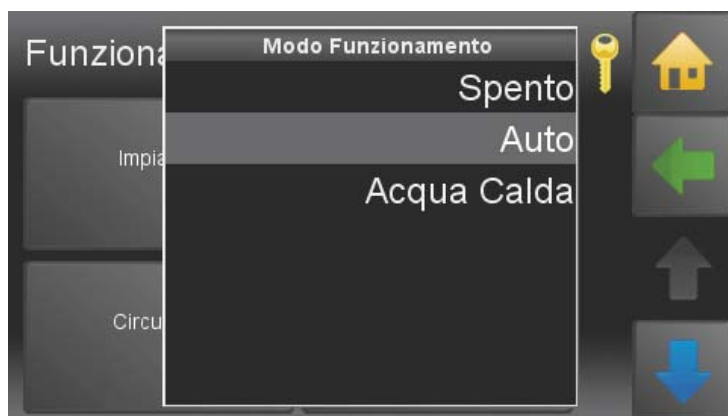 Funziona
Modo Funzionamento
Spento
Auto
Acqua Calda
Impia
Circu